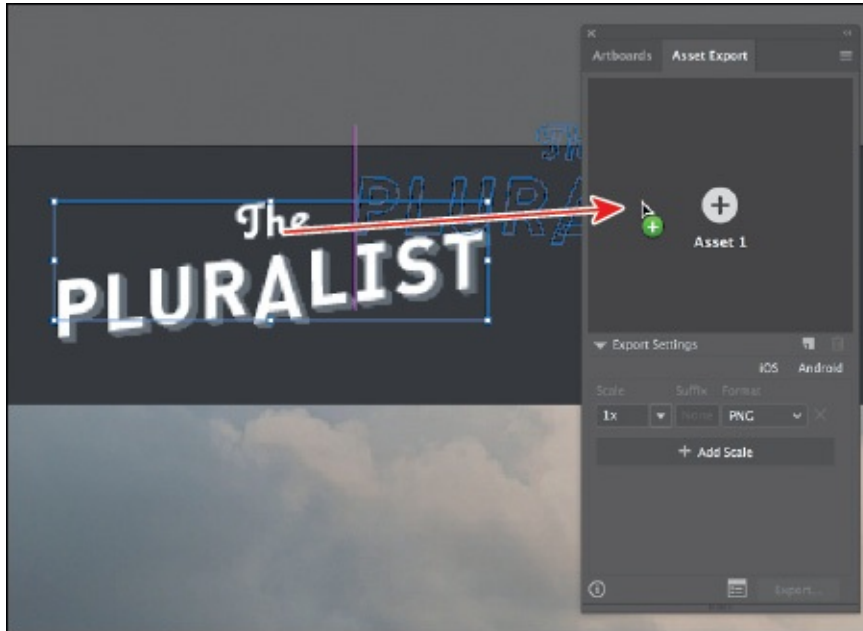 Artboards Asset Export
The
PLURALIST
Asset 1
Export Settings
iOS Android
Scale Suffix Format
1x None PNG
+ Add Scale
Export...